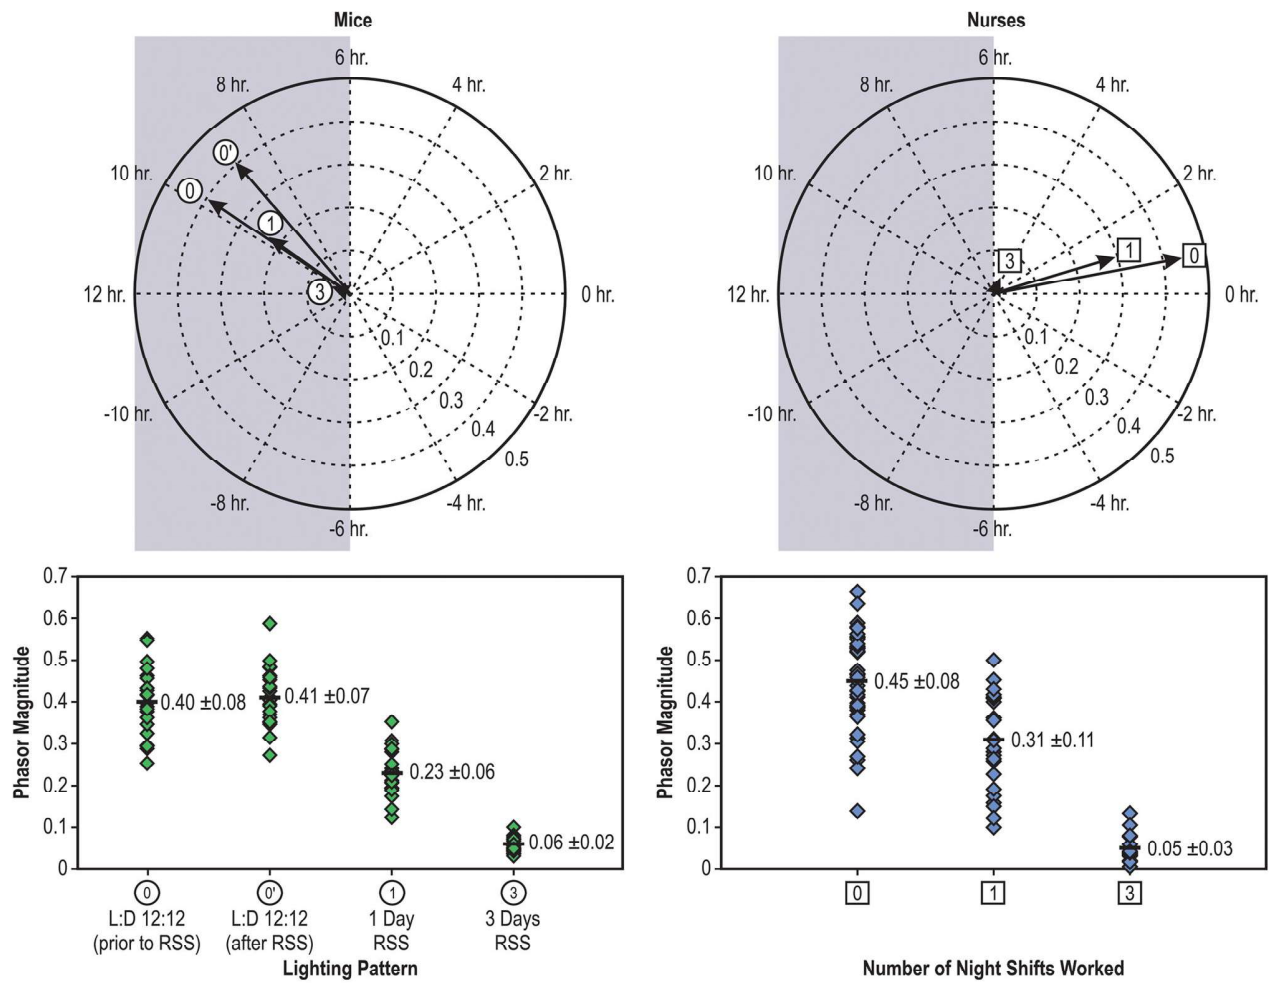 Mice
6 hr.
8 hr.
4 hr.
0'
10 hr.
2 hr.
0
1
3
12 hr.
0 hr.
0.1
0.2
0.3
-10 hr.
-2 hr.
0.4
0.5
-8 hr.
-4 hr.
-6 hr.
Nurses
6 hr.
8 hr.
4 hr.
10 hr.
2 hr.
1
0
3
12 hr.
0 hr.
0.1
0.2
0.3
-10 hr.
-2 hr.
0.4
0.5
-8 hr.
-4 hr.
-6 hr.
Phasor Magnitude
0.7
0.6
0.5
0.4
0.3
0.2
0.1
0
0.40 ±0.08
0.41 ±0.07
0.23 ±0.06
0.06 ±0.02
0
0'
1
3
L:D 12:12
(prior to RSS)
L:D 12:12
(after RSS)
1 Day
RSS
3 Days
RSS
Lighting Pattern
Phasor Magnitude
0.7
0.6
0.5
0.4
0.3
0.2
0.1
0
0.45 ±0.08
0.31 ±0.11
0.05 ±0.03
0
1
3
Number of Night Shifts Worked